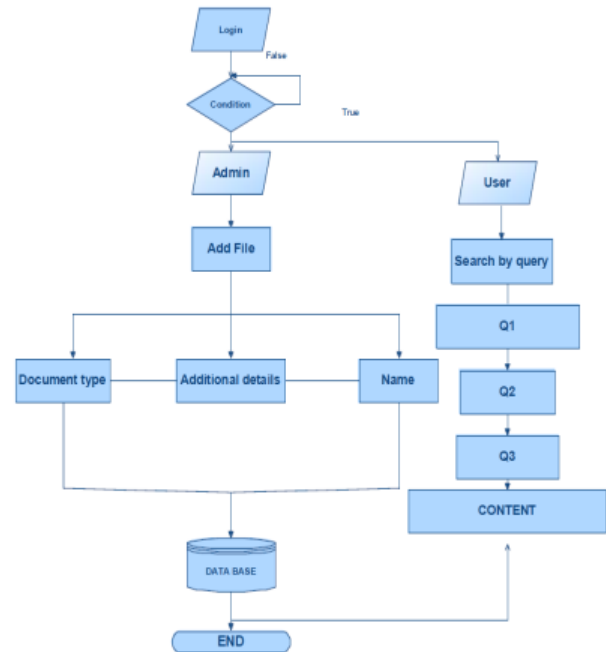 Login
False
Condition
True
Admin
User
Add File
Search by query
Q1
Document type
Additional details
Name
Q2
Q3
CONTENT
DATA BASE
END